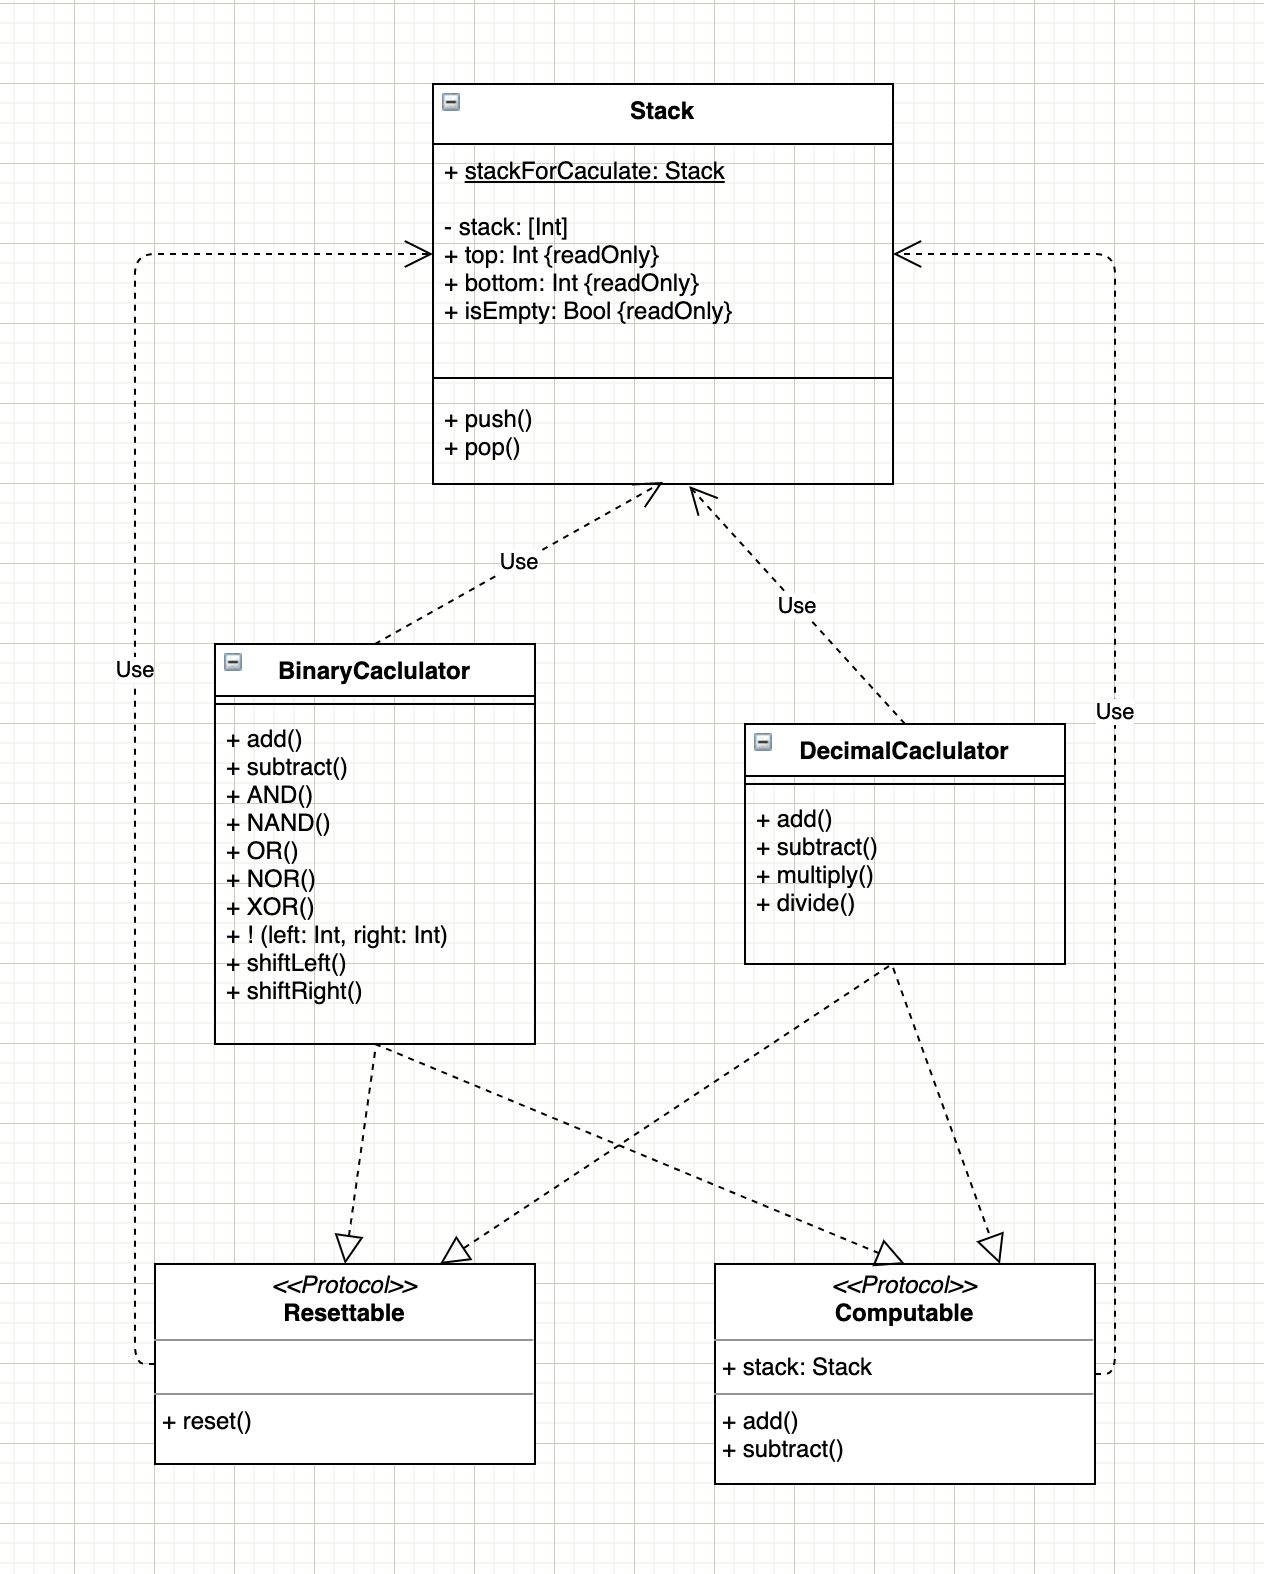 Stack
+ stackForCaculate: Stack
- stack: [Int]
+ top: Int {readOnly}
+ bottom: Int {readOnly}
+ isEmpty: Bool {readOnly}
+ push()
+ pop()
Use
Use
Use
Use
BinaryCaclulator
+ add()
+ subtract()
+ AND()
+ NAND()
+ OR()
+ NOR()
+ XOR()
+ ! (left: Int, right: Int)
+ shiftLeft()
+ shiftRight()
DecimalCaclulator
+ add()
+ subtract()
+ multiply()
+ divide()
<<Protocol>>
Resettable
+ reset()
<<Protocol>>
Computable
+ stack: Stack
+ add()
+ subtract()